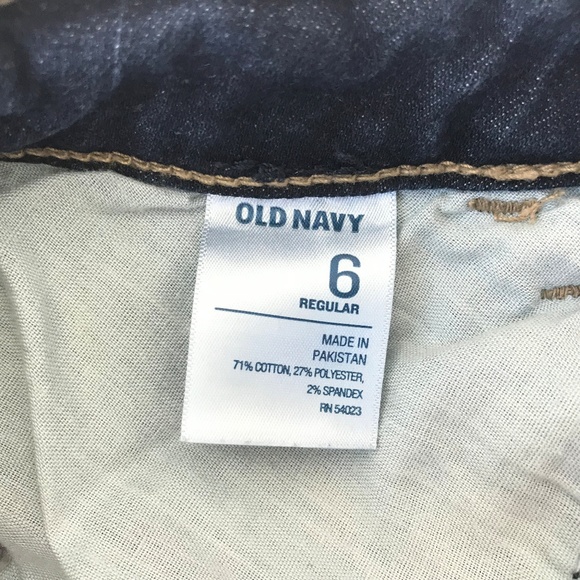 OLD NAVY
6
REGULAR
MADE IN
PAKISTAN
71% COTTON, 27% POLYESTER,
2% SPANDEX
RN 54023